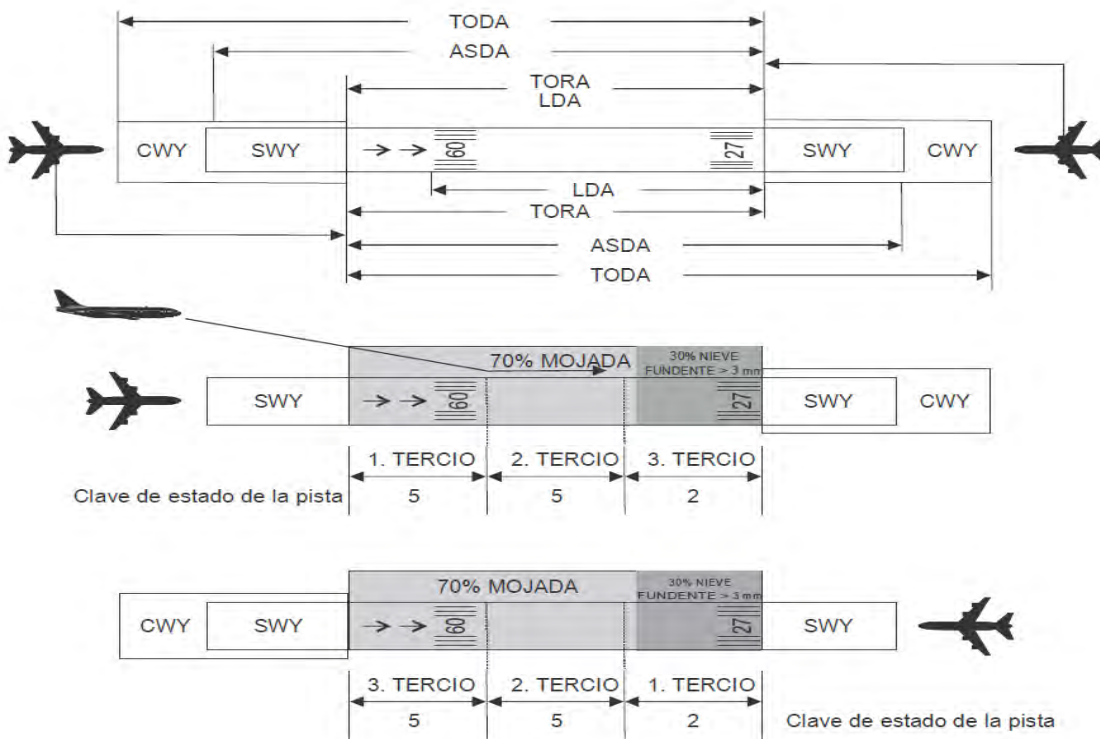 TODA
ASDA
TORA
LDA
CWY SWY 09 27 SWY CWY
LDA
TORA
ASDA
TODA
70% MOJADA 30% NIEVE
FUNDENTE > 3 mm
SWY 09 27 SWY CWY
1. TERCIO 2. TERCIO 3. TERCIO
Clave de estado de la pista 5 5 2
70% MOJADA 30% NIEVE
FUNDENTE > 3 mm
CWY SWY 09 27 SWY
3. TERCIO 2. TERCIO 1. TERCIO
5 5 2 Clave de estado de la pista